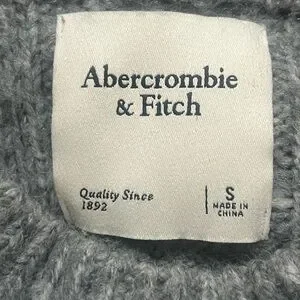 Abercrombie
& Fitch
Quality Since
1892
S
MADE IN
CHINA